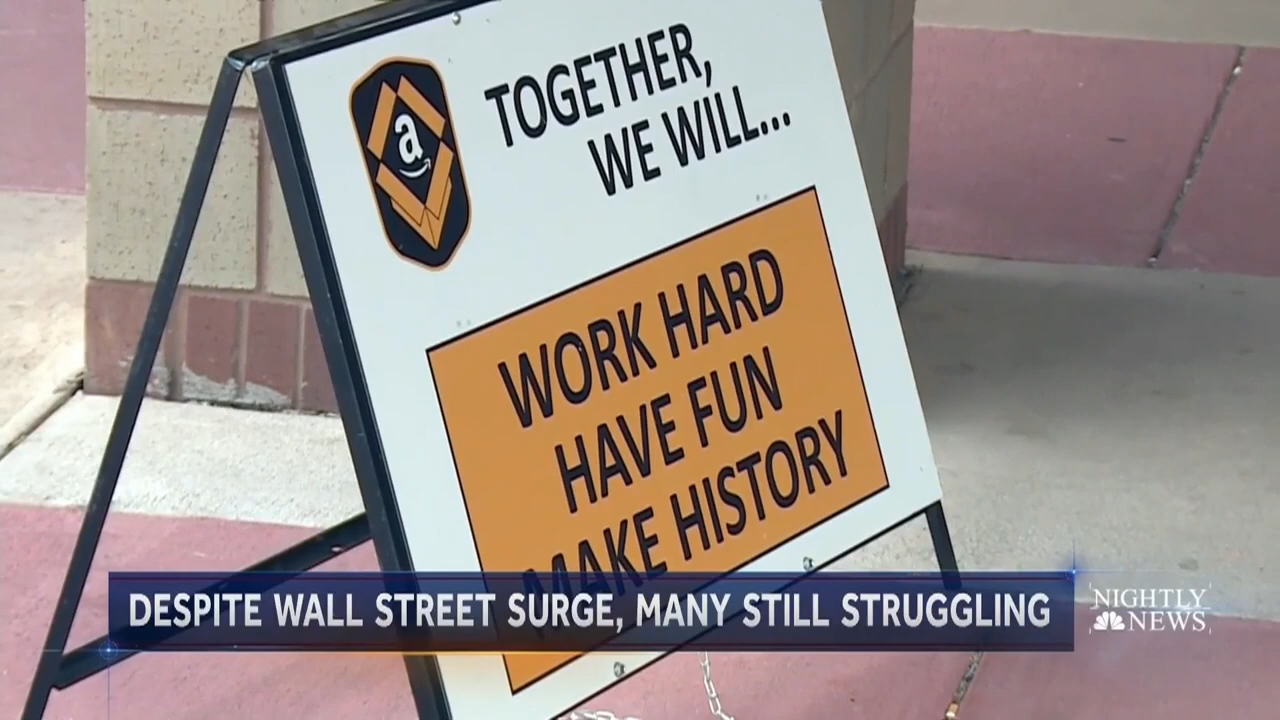 a
TOGETHER,
WE WILL...
WORK HARD
HAVE FUN
MAKE HISTORY
DESPITE WALL STREET SURGE, MANY STILL STRUGGLING
NIGHTLY
NEWS